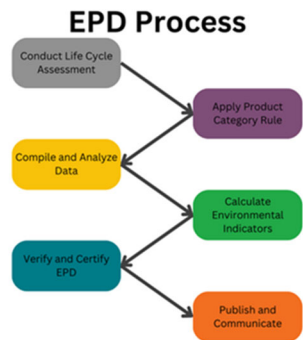 EPD Process
Conduct Life Cycle
Assessment
Apply Product
Category Rule
Compile and Analyze
Data
Calculate
Environmental
Indicators
Verify and Certify
EPD
Publish and
Communicate